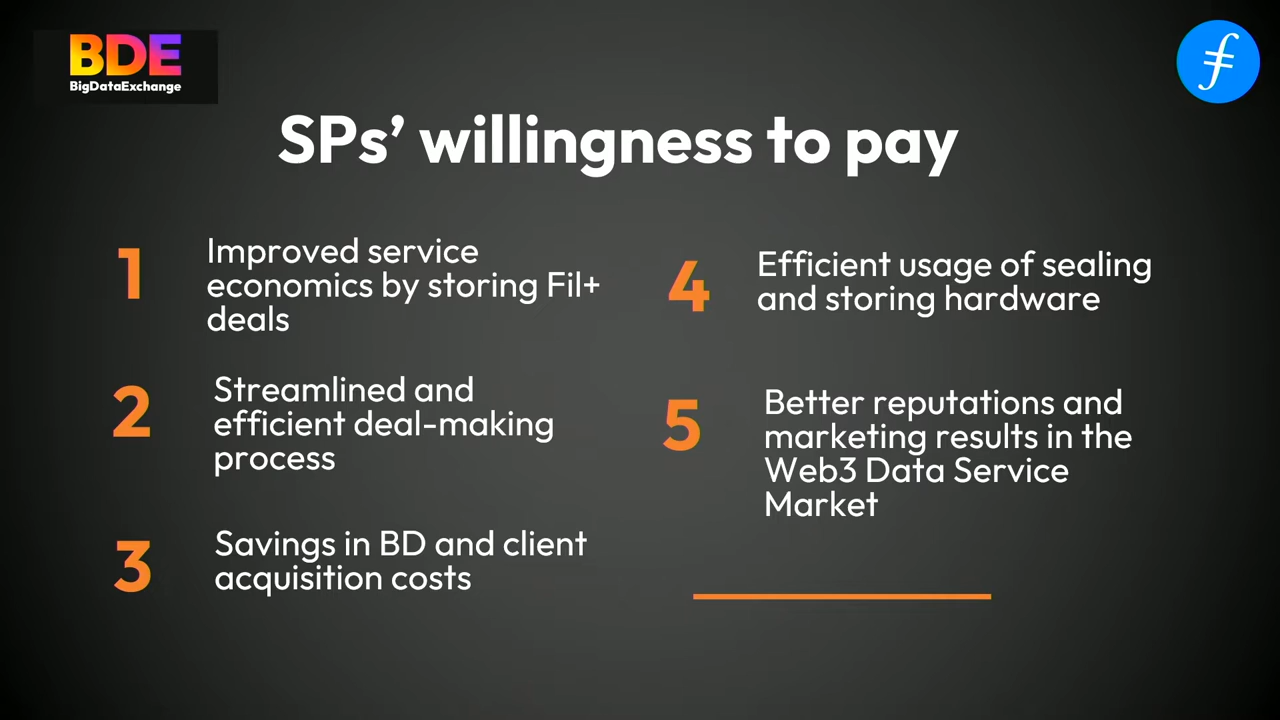 BDE
BigDataExchange
SPs’ willingness to pay
1
Improved service
economics by storing Fil+
deals
2
Streamlined and
efficient deal-making
process
3
Savings in BD and client
acquisition costs
4
Efficient usage of sealing
and storing hardware
5
Better reputations and
marketing results in the
Web3 Data Service
Market